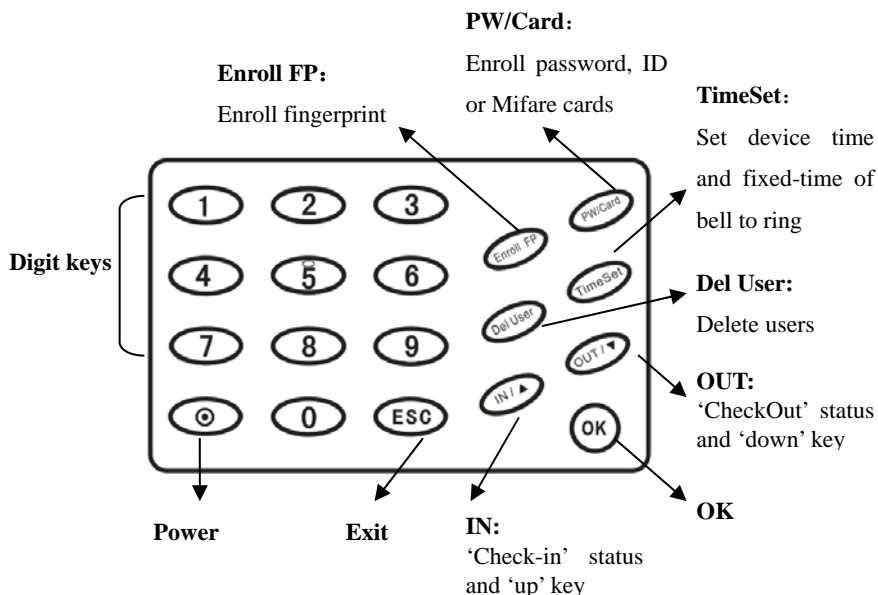 PW/Card：
Enroll password, ID
or Mifare cards
Enroll FP：
Enroll fingerprint
TimeSet：
Set device time
and fixed-time of
bell to ring
Digit keys
1 2 3
PW/Card
Enroll FP
4 5 6
TimeSet
Del User
7 8 9
OUT/▼
IN/▲
0 ESC
OK
Del User:
Delete users
OUT:
‘CheckOut’ status
and ‘down’ key
OK
Power
Exit
IN:
‘Check-in’ status
and ‘up’ key